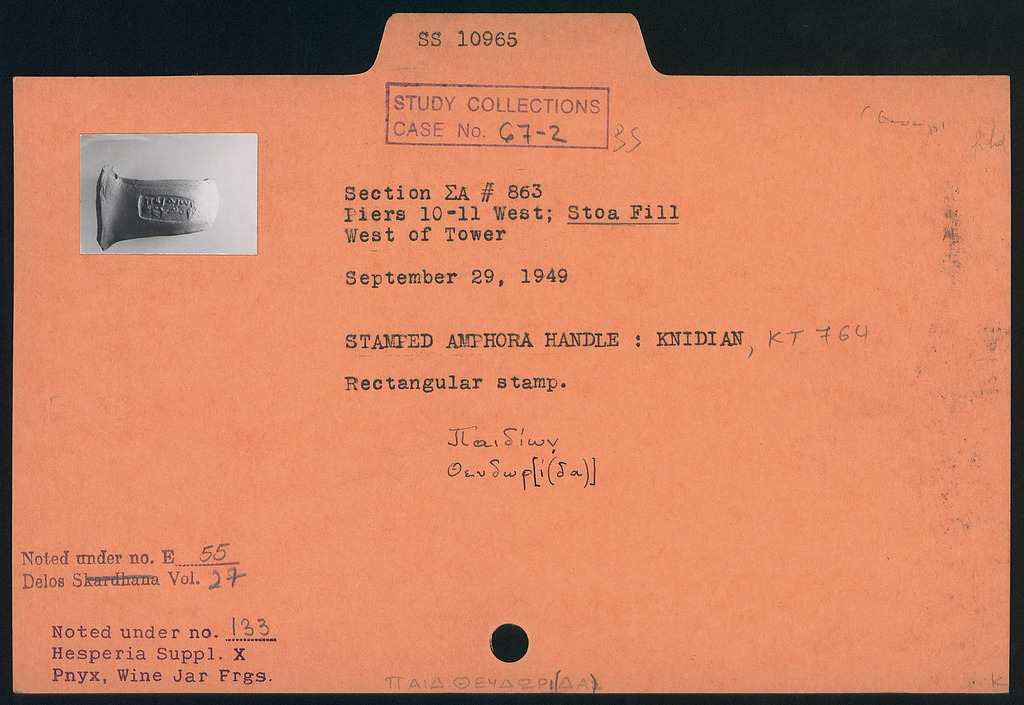 SS 10965
STUDY COLLECTIONS
CASE No. 67-2
SS
Section ΣΑ # 863
Piers 10-11 West; Stoa Fill
West of Tower
September 29, 1949
STAMPED AMPHORA HANDLE : KNIDIAN, KT 764
Rectangular stamp.
Παιδίων
Θευδωρ[ί(δα)]
Noted under no. E 55
Delos Skardhana Vol. 27
Noted under no. 133
Hesperia Suppl. X
Pnyx, Wine Jar Frgs.
ΠΑΙΔ. ΘΕΥΔΩΡΙ(ΔΑ)
K